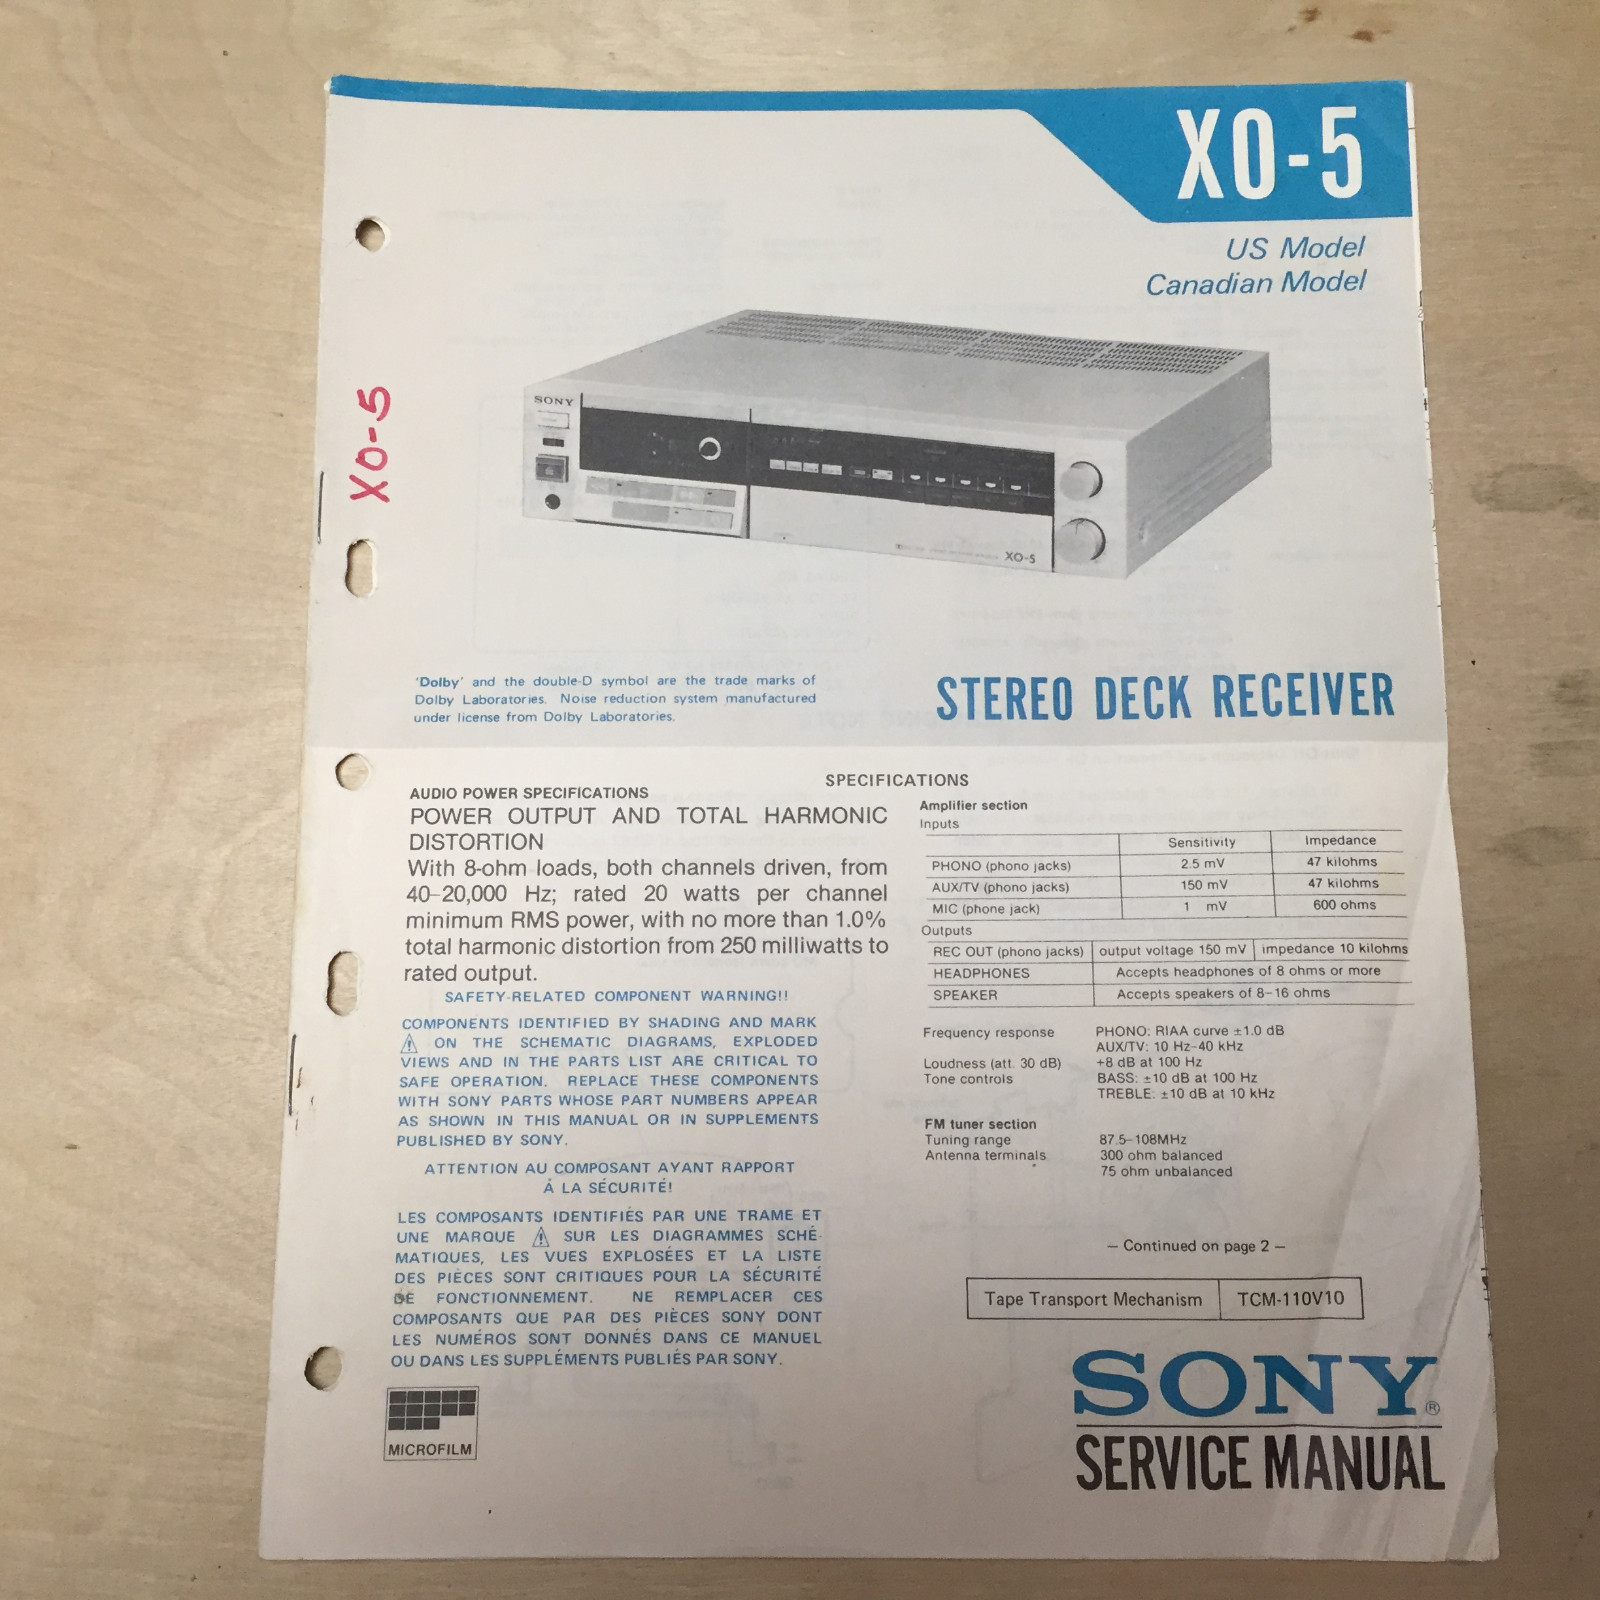 XO-5
US Model
Canadian Model
XO-5
SONY
XO-5
'Dolby' and the double-D symbol are the trade marks of
Dolby Laboratories. Noise reduction system manufactured
under license from Dolby Laboratories.
STEREO DECK RECEIVER
SPECIFICATIONS
AUDIO POWER SPECIFICATIONS
POWER OUTPUT AND TOTAL HARMONIC
DISTORTION
With 8-ohm loads, both channels driven, from
40-20,000 Hz; rated 20 watts per channel
minimum RMS power, with no more than 1.0%
total harmonic distortion from 250 milliwatts to
rated output.
SAFETY-RELATED COMPONENT WARNING!!
COMPONENTS IDENTIFIED BY SHADING AND MARK
⚠ ON THE SCHEMATIC DIAGRAMS, EXPLODED
VIEWS AND IN THE PARTS LIST ARE CRITICAL TO
SAFE OPERATION. REPLACE THESE COMPONENTS
WITH SONY PARTS WHOSE PART NUMBERS APPEAR
AS SHOWN IN THIS MANUAL OR IN SUPPLEMENTS
PUBLISHED BY SONY.
ATTENTION AU COMPOSANT AYANT RAPPORT
À LA SÉCURITÉ!
LES COMPOSANTS IDENTIFIÉS PAR UNE TRAME ET
UNE MARQUE ⚠ SUR LES DIAGRAMMES SCHÉ-
MATIQUES, LES VUES EXPLOSÉES ET LA LISTE
DES PIÈCES SONT CRITIQUES POUR LA SÉCURITÉ
DE FONCTIONNEMENT. NE REMPLACER CES
COMPOSANTS QUE PAR DES PIÈCES SONY DONT
LES NUMÉROS SONT DONNÉS DANS CE MANUEL
OU DANS LES SUPPLÉMENTS PUBLIÉS PAR SONY.
MICROFILM
Amplifier section
Inputs
Sensitivity Impedance
PHONO (phono jacks) 2.5 mV 47 kilohms
AUX/TV (phono jacks) 150 mV 47 kilohms
MIC (phone jack) 1 mV 600 ohms
Outputs
REC OUT (phono jacks) output voltage 150 mV impedance 10 kilohms
HEADPHONES Accepts headphones of 8 ohms or more
SPEAKER Accepts speakers of 8-16 ohms
Frequency response PHONO: RIAA curve ±1.0 dB
AUX/TV: 10 Hz-40 kHz
Loudness (att. 30 dB) +8 dB at 100 Hz
Tone controls BASS: ±10 dB at 100 Hz
TREBLE: ±10 dB at 10 kHz
FM tuner section
Tuning range 87.5-108MHz
Antenna terminals 300 ohm balanced
75 ohm unbalanced
— Continued on page 2 —
Tape Transport Mechanism TCM-110V10
SONY®
SERVICE MANUAL